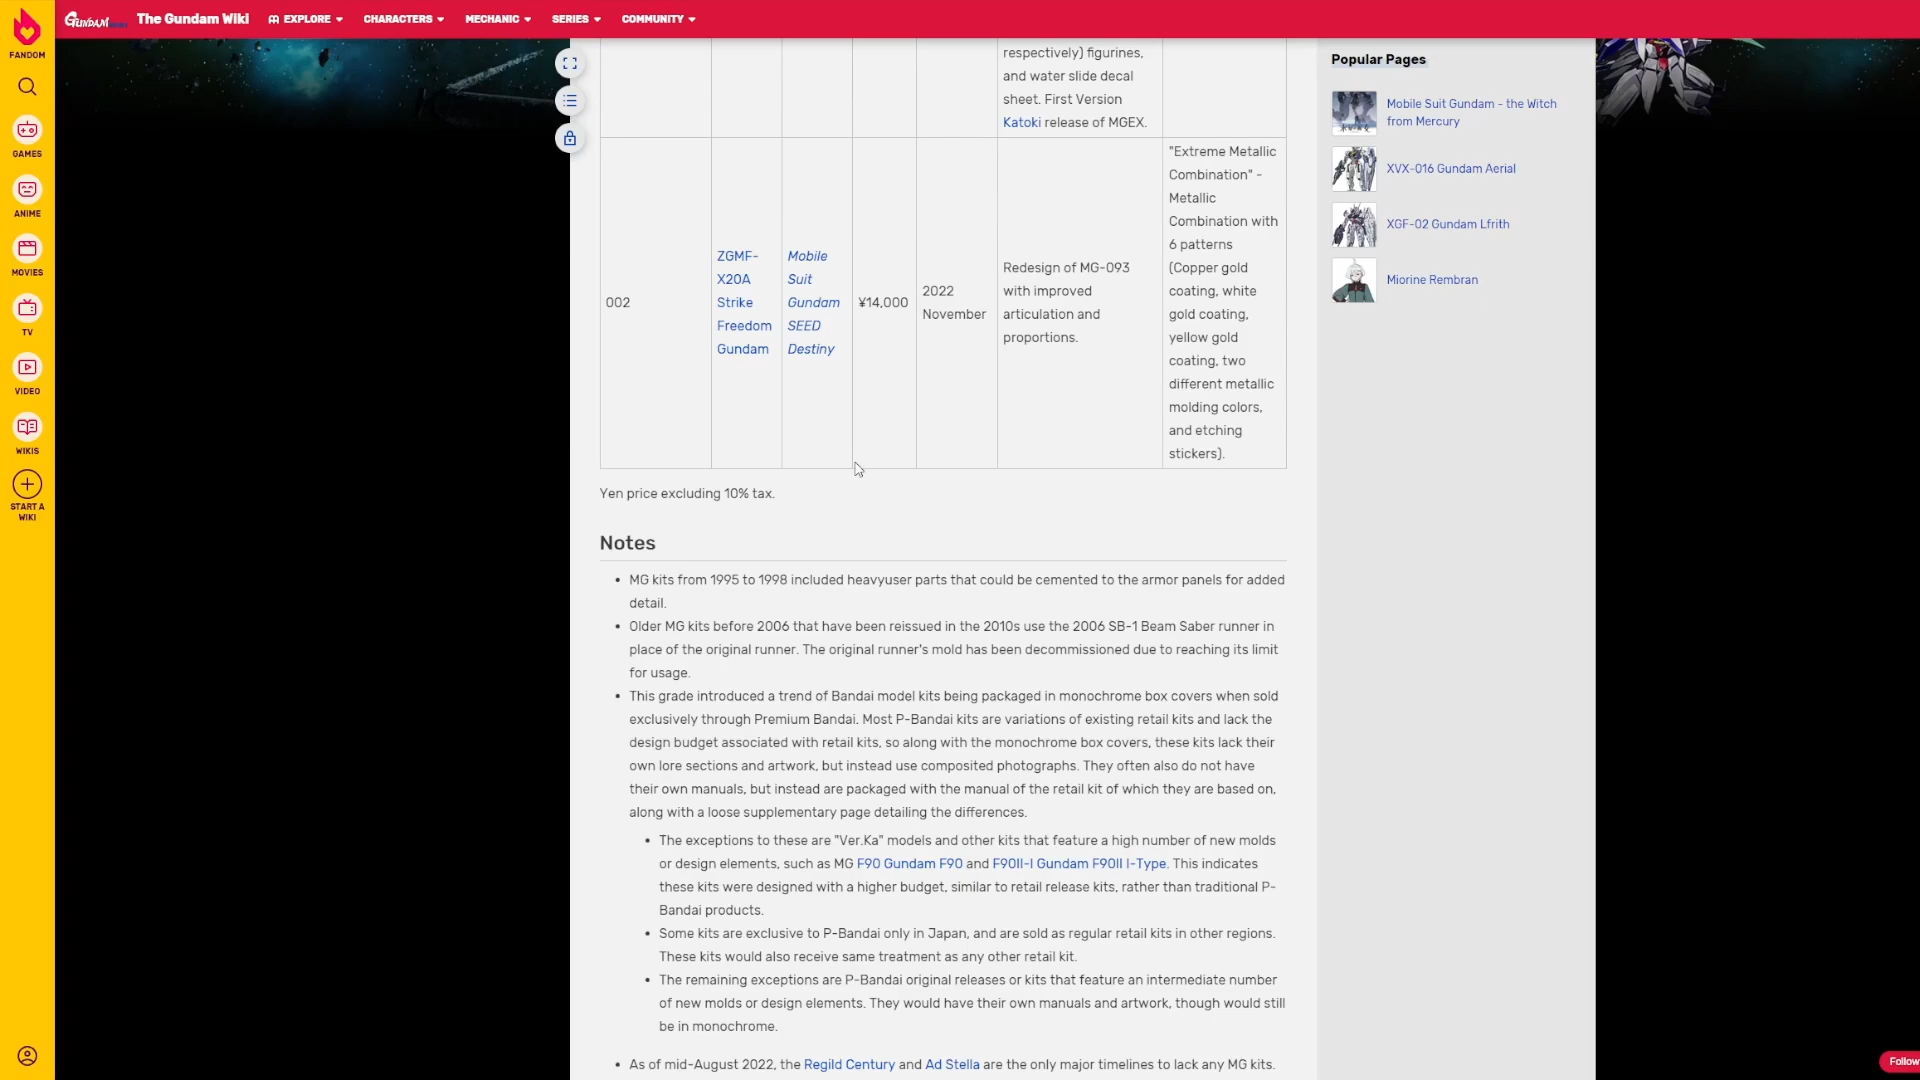 FANDOM
GAMES
ANIME
MOVIES
TV
VIDEO
WIKIS
START A
WIKI
GUNDAM
The Gundam Wiki
EXPLORE
CHARACTERS
MECHANIC
SERIES
COMMUNITY
respectively) figurines,
and water slide decal
sheet. First Version
Katoki release of MGEX.
002
ZGMF-
X20A
Strike
Freedom
Gundam
Mobile
Suit
Gundam
SEED
Destiny
¥14,000
2022
November
Redesign of MG-093
with improved
articulation and
proportions.
"Extreme Metallic
Combination" -
Metallic
Combination with
6 patterns
(Copper gold
coating, white
gold coating,
yellow gold
coating, two
different metallic
molding colors,
and etching
stickers).
Yen price excluding 10% tax.
Notes
• MG kits from 1995 to 1998 included heavyuser parts that could be cemented to the armor panels for added
detail.
• Older MG kits before 2006 that have been reissued in the 2010s use the 2006 SB-1 Beam Saber runner in
place of the original runner. The original runner's mold has been decommissioned due to reaching its limit
for usage.
• This grade introduced a trend of Bandai model kits being packaged in monochrome box covers when sold
exclusively through Premium Bandai. Most P-Bandai kits are variations of existing retail kits and lack the
design budget associated with retail kits, so along with the monochrome box covers, these kits lack their
own lore sections and artwork, but instead use composited photographs. They often also do not have
their own manuals, but instead are packaged with the manual of the retail kit of which they are based on,
along with a loose supplementary page detailing the differences.
• The exceptions to these are "Ver.Ka" models and other kits that feature a high number of new molds
or design elements, such as MG F90 Gundam F90 and F90II-I Gundam F90II I-Type. This indicates
these kits were designed with a higher budget, similar to retail release kits, rather than traditional P-
Bandai products.
• Some kits are exclusive to P-Bandai only in Japan, and are sold as regular retail kits in other regions.
These kits would also receive same treatment as any other retail kit.
• The remaining exceptions are P-Bandai original releases or kits that feature an intermediate number
of new molds or design elements. They would have their own manuals and artwork, though would still
be in monochrome.
• As of mid-August 2022, the Regild Century and Ad Stella are the only major timelines to lack any MG kits.
Popular Pages
Mobile Suit Gundam - the Witch
from Mercury
XVX-016 Gundam Aerial
XGF-02 Gundam Lfrith
Miorine Rembran
Follow